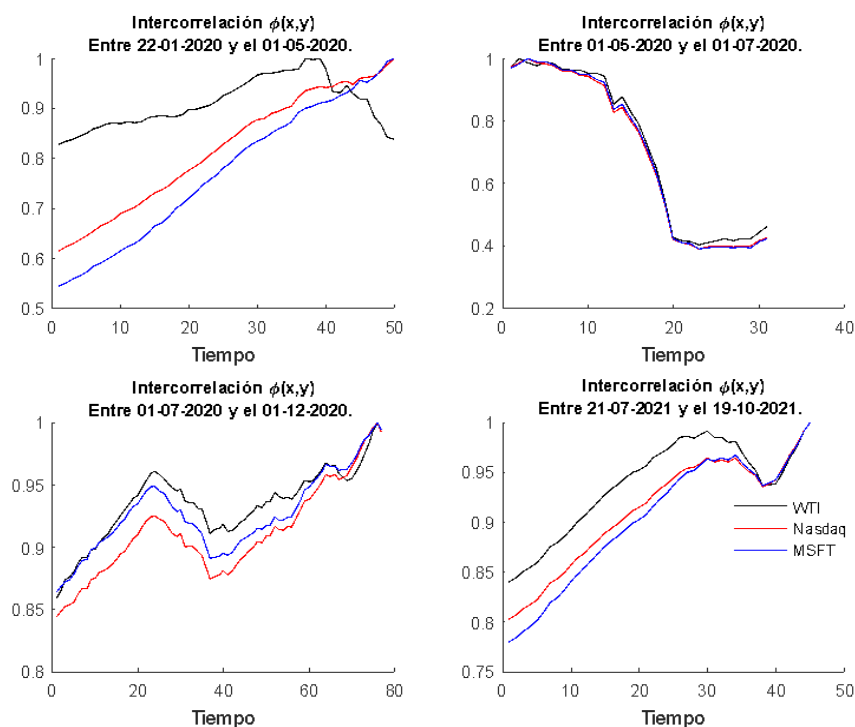 Intercorrelación ϕ(x,y)
Entre 22-01-2020 y el 01-05-2020.
1
0.9
0.8
0.7
0.6
0.5
0 10 20 30 40 50
Tiempo
Intercorrelación ϕ(x,y)
Entre 01-05-2020 y el 01-07-2020.
1
0.8
0.6
0.4
0.2
0 10 20 30 40
Tiempo
Intercorrelación ϕ(x,y)
Entre 01-07-2020 y el 01-12-2020.
1
0.95
0.9
0.85
0.8
0 20 40 60 80
Tiempo
Intercorrelación ϕ(x,y)
Entre 21-07-2021 y el 19-10-2021.
1
0.95
0.9
0.85
0.8
0.75
WTI
Nasdaq
MSFT
0 10 20 30 40 50
Tiempo